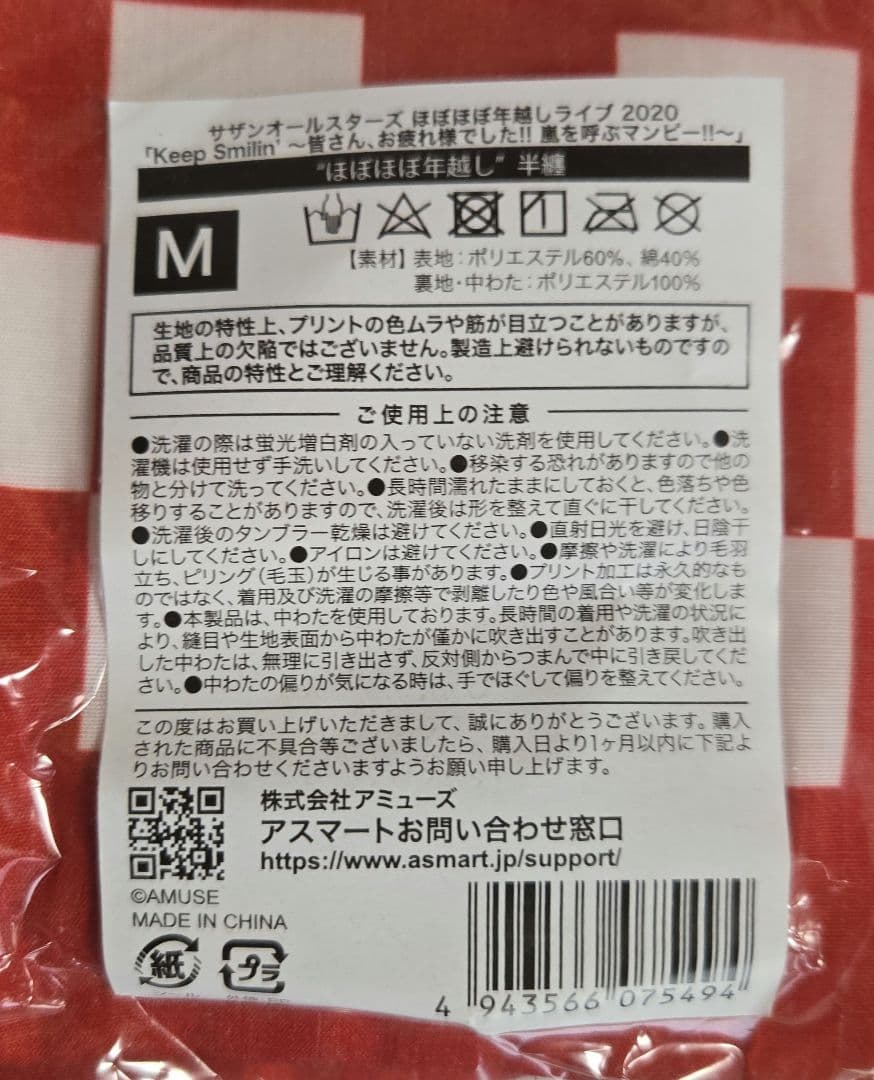 サザンオールスターズ ほぼほぼ年越しライブ 2020
「Keep Smilin' ～皆さん、お疲れ様でした!! 嵐を呼ぶマンピー!!～」
"ほぼほぼ年越し" 半纏
M
【素材】表地：ポリエステル60%、綿40%
裏地・中わた：ポリエステル100%
生地の特性上、プリントの色ムラや筋が目立つことがありますが、
品質上の欠陥ではございません。製造上避けられないものですの
で、商品の特性とご理解ください。
ご使用上の注意
●洗濯の際は蛍光増白剤の入っていない洗剤を使用してください。●洗
濯機は使用せず手洗いしてください。●移染する恐れがありますので他の
物と分けて洗ってください。●長時間濡れたままにしておくと、色落ちや色
移りすることがありますので、洗濯後は形を整えて直ぐに干してください。
●洗濯後のタンブラー乾燥は避けてください。●直射日光を避け、日陰干
しにしてください。●アイロンは避けてください。●摩擦や洗濯により毛羽
立ち、ピリング（毛玉）が生じる事があります。●プリント加工は永久的なも
のではなく、着用及び洗濯の摩擦等で剥離したり色や風合い等が変化しま
す。●本製品は、中わたを使用しております。長時間の着用や洗濯の状況に
より、縫目や生地表面から中わたが僅かに吹き出すことがあります。吹き出
した中わたは、無理に引き出さず、反対側からつまんで中に引き戻してくだ
さい。●中わたの偏りが気になる時は、手でほぐして偏りを整えてください。
この度はお買い上げいただきまして、誠にありがとうございます。購入
された商品に不具合等ございましたら、購入日より1ヶ月以内に下記よ
りお問い合わせくださいますようお願い申し上げます。
株式会社アミューズ
アスマートお問い合わせ窓口
https://www.asmart.jp/support/
©AMUSE
MADE IN CHINA
紙
プラ
シール
4 943566 075494